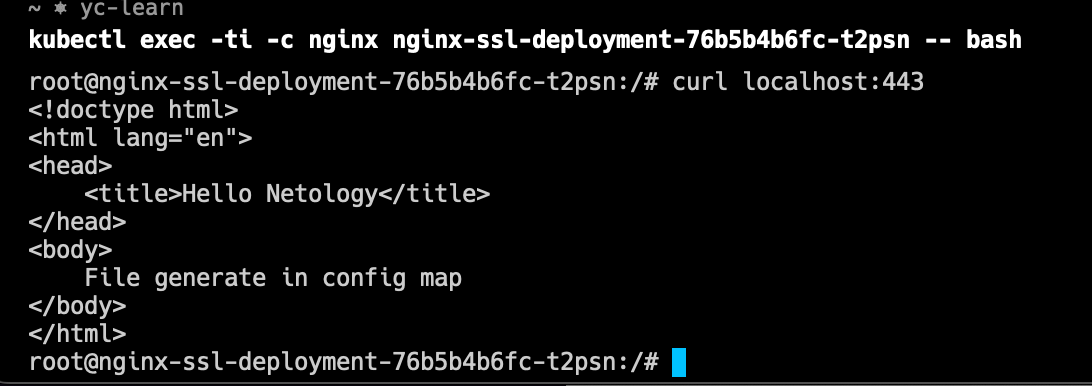 ~ ✵ yc-learn
kubectl exec -ti -c nginx nginx-ssl-deployment-76b5b4b6fc-t2psn -- bash
root@nginx-ssl-deployment-76b5b4b6fc-t2psn:/# curl localhost:443
<!doctype html>
<html lang="en">
<head>
    <title>Hello Netology</title>
</head>
<body>
    File generate in config map
</body>
</html>
root@nginx-ssl-deployment-76b5b4b6fc-t2psn:/#